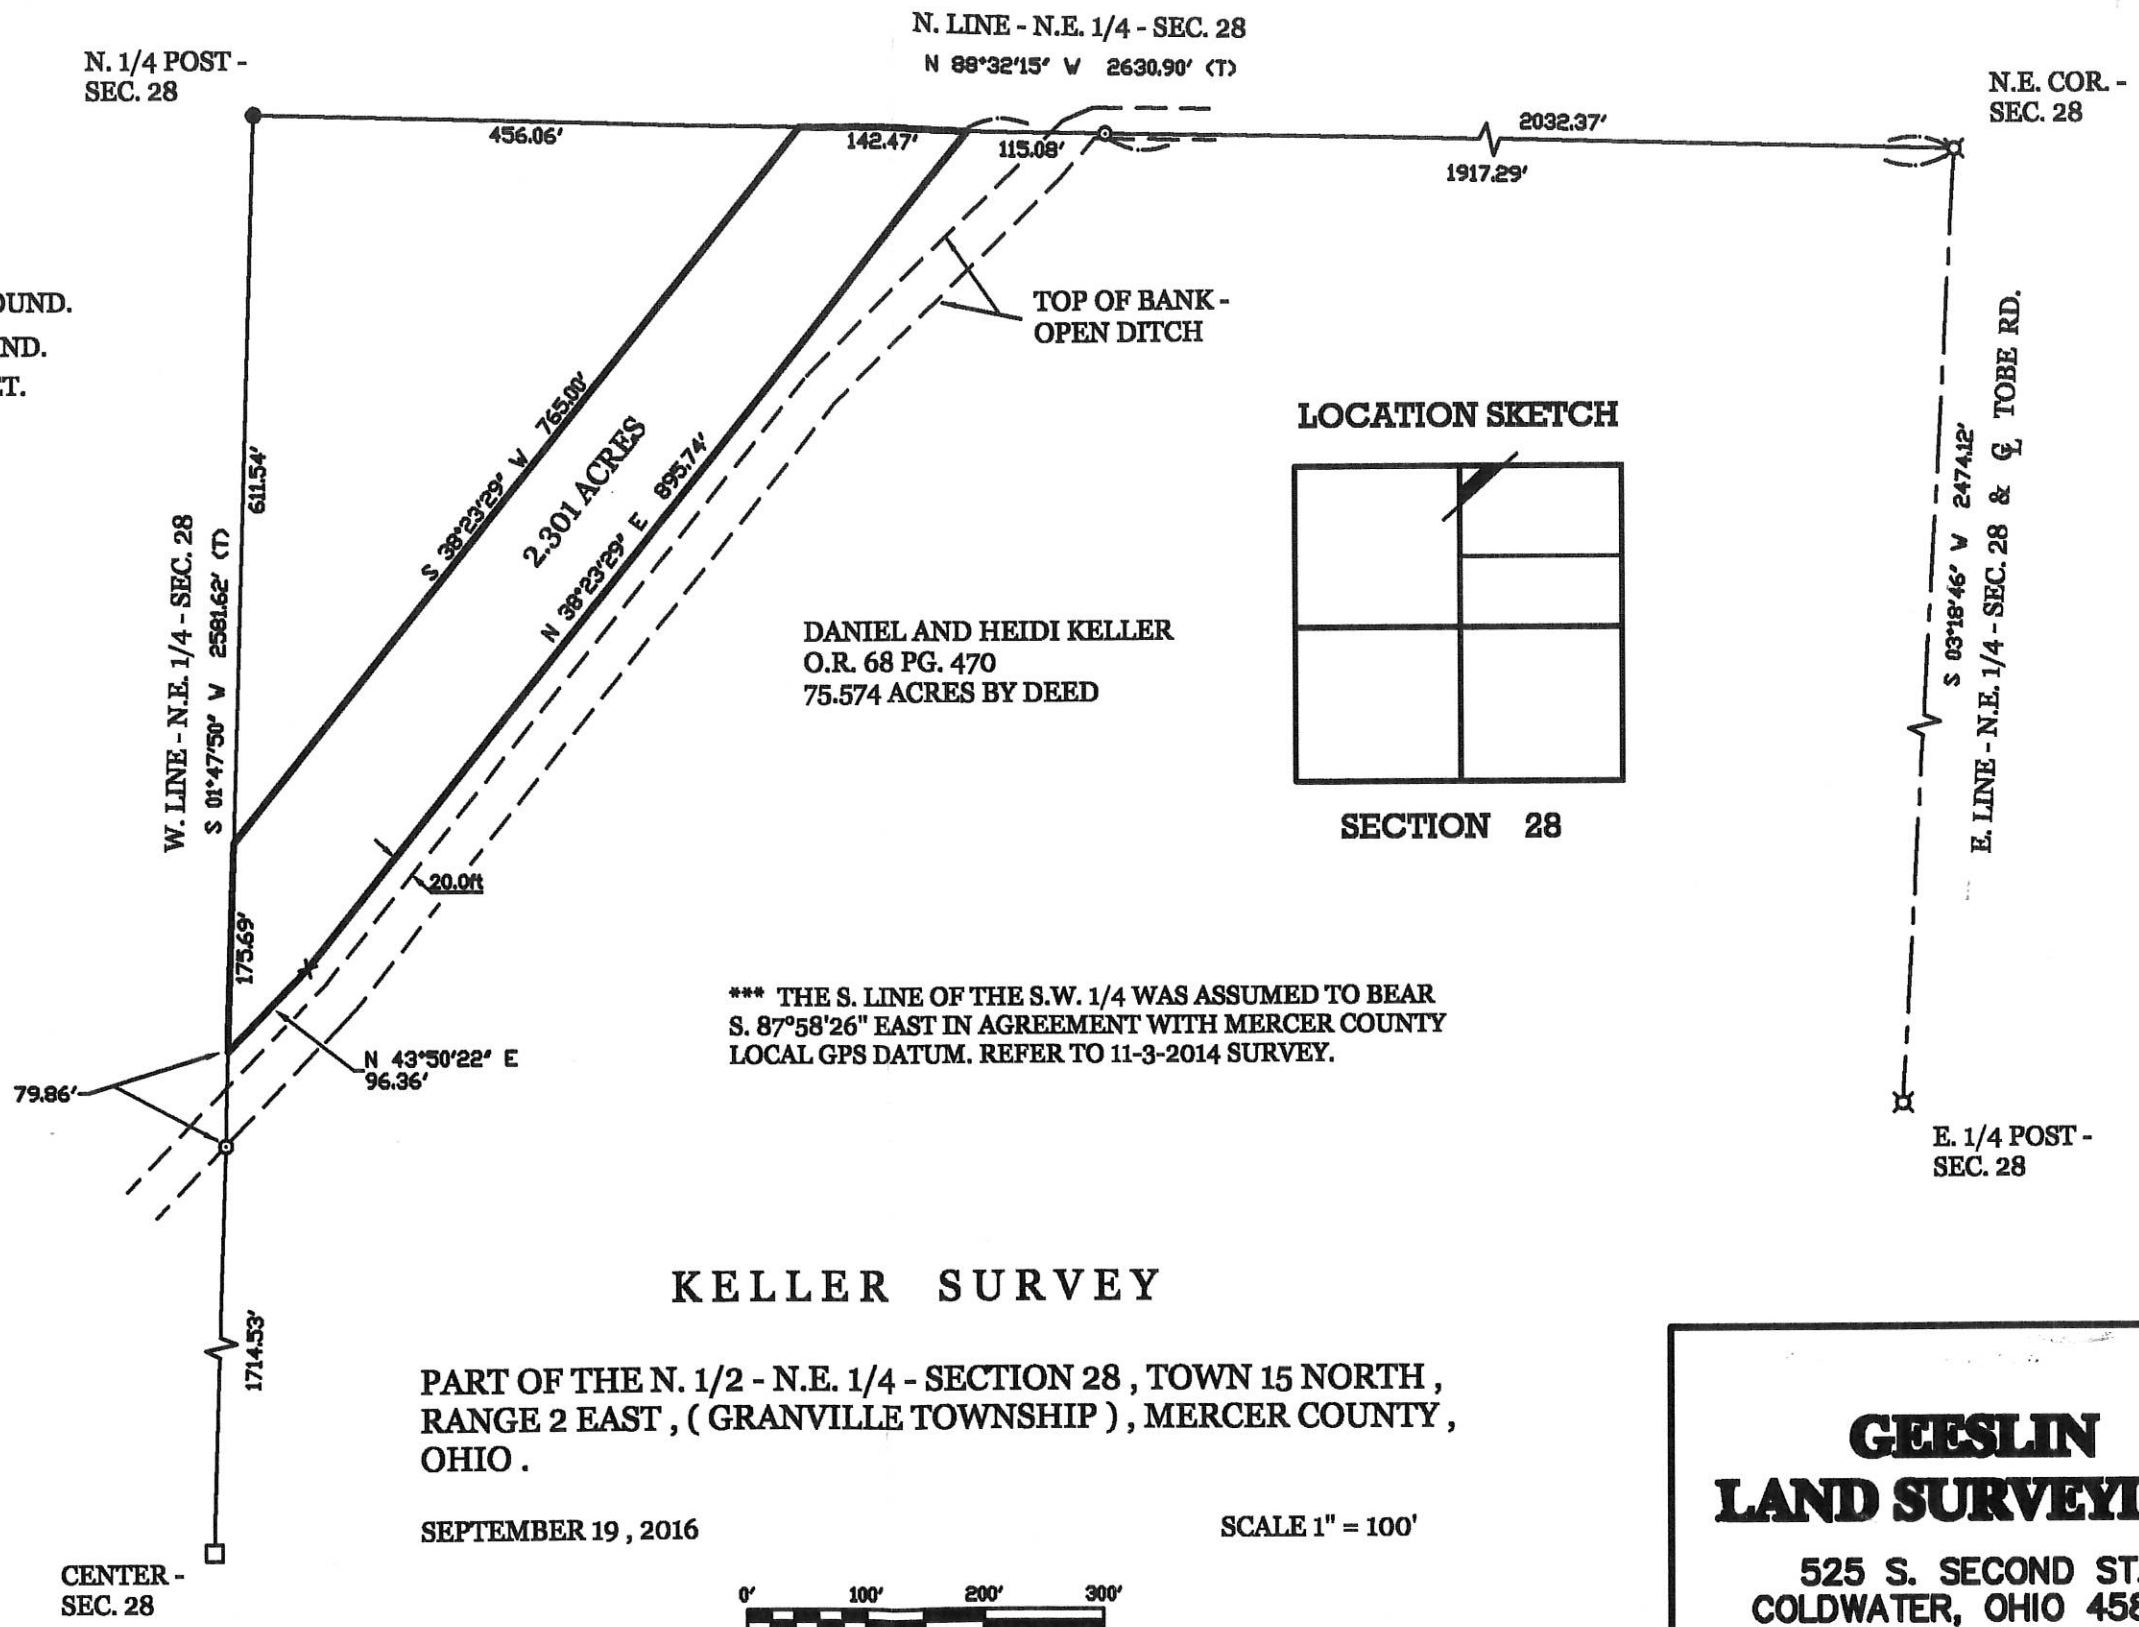 N. LINE - N.E. 1/4 - SEC. 28
N 88°32'15" W 2630.90' (T)
N. 1/4 POST -
SEC. 28
N.E. COR. -
SEC. 28
456.06'
142.47'
115.08'
2032.37'
1917.29'
TOP OF BANK -
OPEN DITCH
611.54'
W. LINE - N.E. 1/4 - SEC. 28
S 01°47'50" W 2581.62' (T)
S 38°23'29" W 765.00'
2.301 ACRES
N 38°23'29" E 895.74'
LOCATION SKETCH
SECTION 28
S 03°18'46" W 2474.12'
E. LINE - N.E. 1/4 - SEC. 28 & ℄ TOBE RD.
DANIEL AND HEIDI KELLER
O.R. 68 PG. 470
75.574 ACRES BY DEED
20.0ft
175.69'
*** THE S. LINE OF THE S.W. 1/4 WAS ASSUMED TO BEAR
S. 87°58'26" EAST IN AGREEMENT WITH MERCER COUNTY
LOCAL GPS DATUM. REFER TO 11-3-2014 SURVEY.
N 43°50'22" E
96.36'
79.86'
E. 1/4 POST -
SEC. 28
1714.53'
KELLER SURVEY
PART OF THE N. 1/2 - N.E. 1/4 - SECTION 28 , TOWN 15 NORTH ,
RANGE 2 EAST , ( GRANVILLE TOWNSHIP ) , MERCER COUNTY ,
OHIO .
SEPTEMBER 19 , 2016
SCALE 1" = 100'
CENTER -
SEC. 28
0' 100' 200' 300'
GEESLIN
LAND
525 S. SECOND ST.
COLDWATER, OHIO